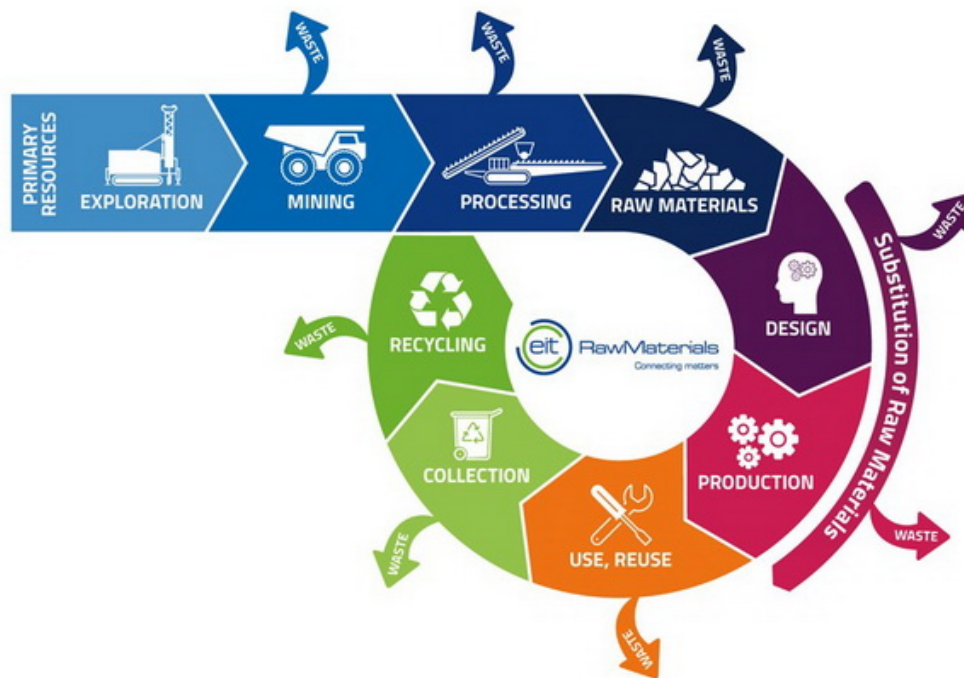 WASTE
WASTE
WASTE
PRIMARY
RESOURCES
EXPLORATION
MINING
PROCESSING
RAW MATERIALS
WASTE
Substitution of Raw Materials
DESIGN
WASTE
RECYCLING
eit RawMaterials
Connecting matters
COLLECTION
PRODUCTION
WASTE
USE, REUSE
WASTE
WASTE